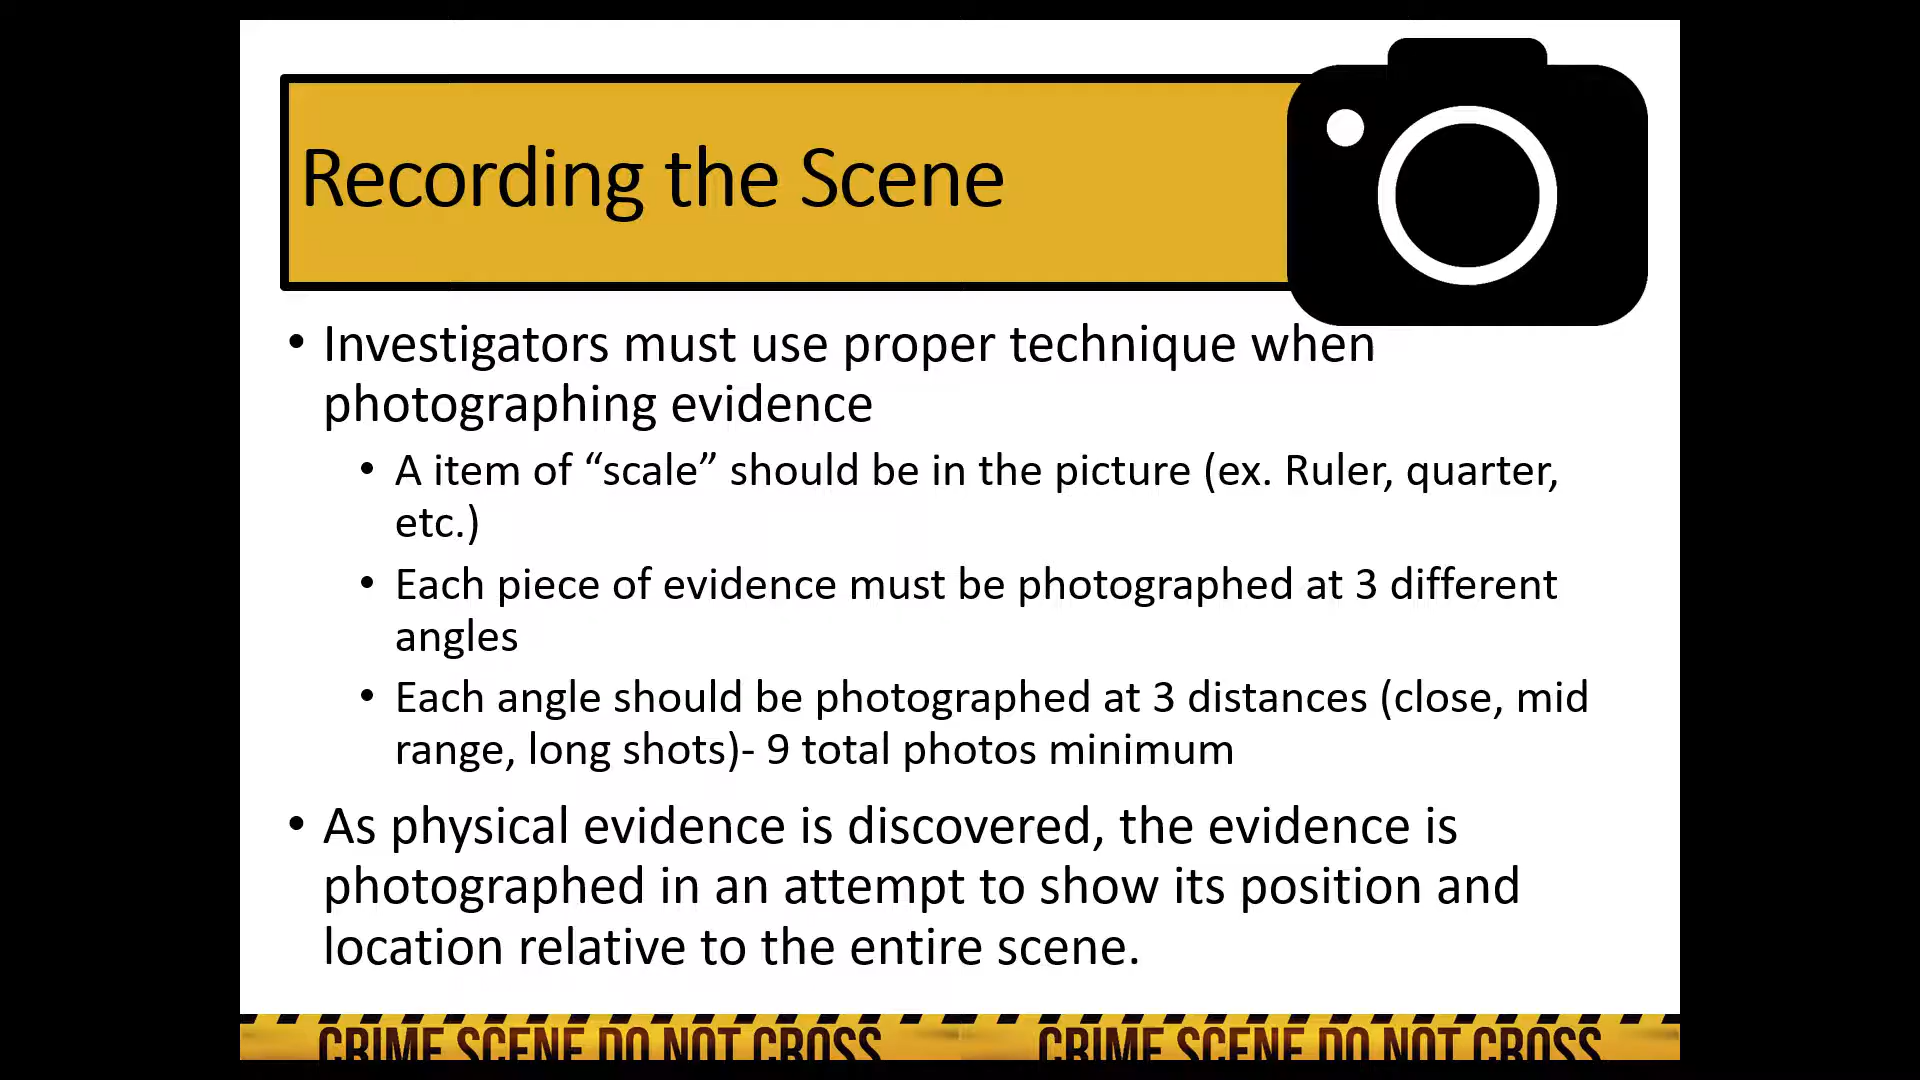 Recording the Scene
• Investigators must use proper technique when
photographing evidence
• A item of “scale” should be in the picture (ex. Ruler, quarter,
etc.)
• Each piece of evidence must be photographed at 3 different
angles
• Each angle should be photographed at 3 distances (close, mid
range, long shots)- 9 total photos minimum
• As physical evidence is discovered, the evidence is
photographed in an attempt to show its position and
location relative to the entire scene.
CRIME SCENE DO NOT CROSS CRIME SCENE DO NOT CROSS